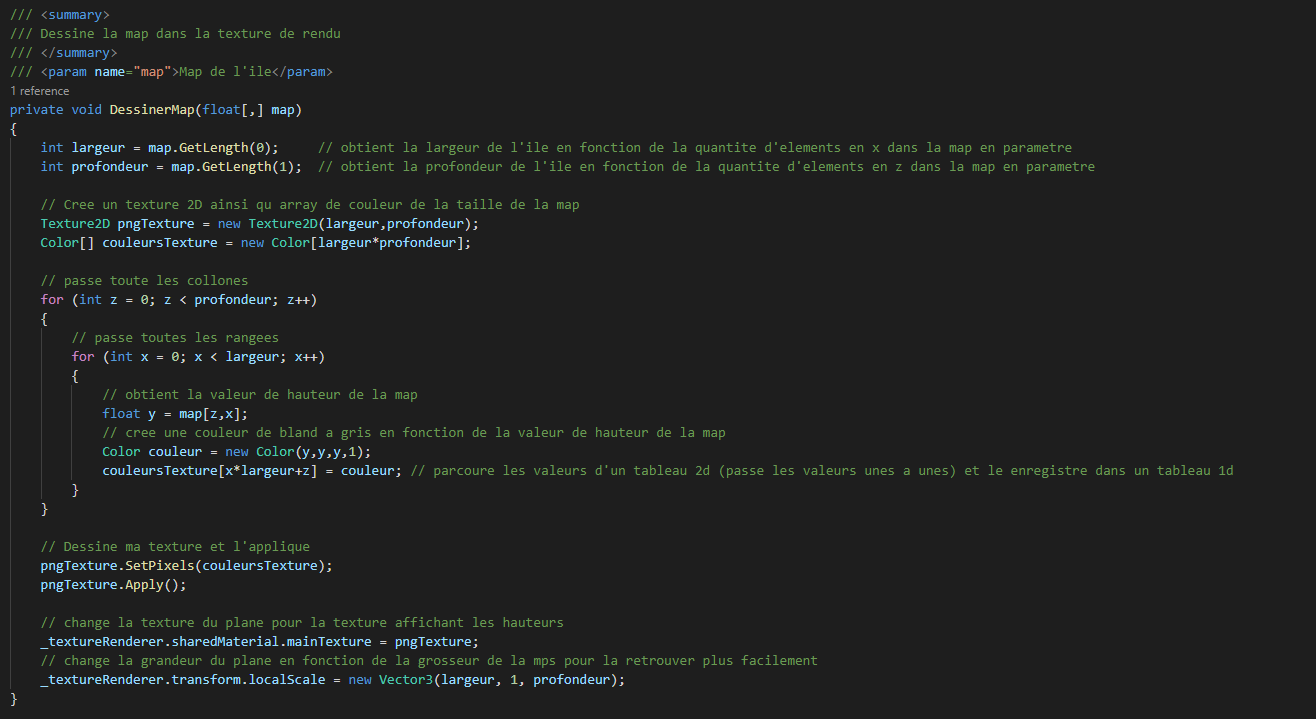 /// <summary>
/// Dessine la map dans la texture de rendu
/// </summary>
/// <param name="map">Map de l'ile</param>
1 reference
private void DessinerMap(float[,] map)
{
int largeur = map.GetLength(0);     // obtient la largeur de l'ile en fonction de la quantite d'elements en x dans la map en parametre
int profondeur = map.GetLength(1);  // obtient la profondeur de l'ile en fonction de la quantite d'elements en z dans la map en parametre
// Cree un texture 2D ainsi qu array de couleur de la taille de la map
Texture2D pngTexture = new Texture2D(largeur,profondeur);
Color[] couleursTexture = new Color[largeur*profondeur];
// passe toute les collones
for (int z = 0; z < profondeur; z++)
{
// passe toutes les rangees
for (int x = 0; x < largeur; x++)
{
// obtient la valeur de hauteur de la map
float y = map[z,x];
// cree une couleur de bland a gris en fonction de la valeur de hauteur de la map
Color couleur = new Color(y,y,y,1);
couleursTexture[x*largeur+z] = couleur; // parcoure les valeurs d'un tableau 2d (passe les valeurs unes a unes) et le enregistre dans un tableau 1d
}
}
// Dessine ma texture et l'applique
pngTexture.SetPixels(couleursTexture);
pngTexture.Apply();
// change la texture du plane pour la texture affichant les hauteurs
_textureRenderer.sharedMaterial.mainTexture = pngTexture;
// change la grandeur du plane en fonction de la grosseur de la mps pour la retrouver plus facilement
_textureRenderer.transform.localScale = new Vector3(largeur, 1, profondeur);
}